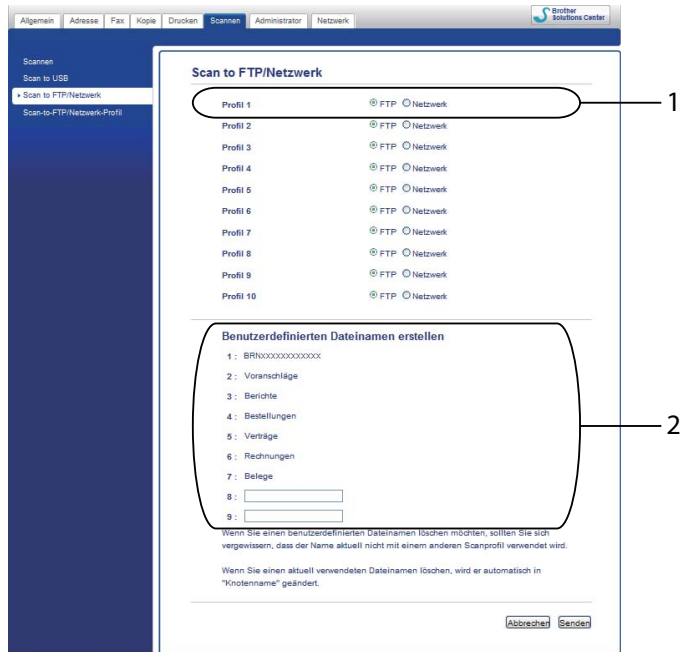 Allgemein Adresse Fax Kopie Drucken Scannen Administrator Netzwerk
Brother Solutions Center
Scannen
Scan to USB
Scan to FTP/Netzwerk
Scan-to-FTP/Netzwerk-Profil
Scan to FTP/Netzwerk
Profil 1 FTP Netzwerk
1
Profil 2 FTP Netzwerk
Profil 3 FTP Netzwerk
Profil 4 FTP Netzwerk
Profil 5 FTP Netzwerk
Profil 6 FTP Netzwerk
Profil 7 FTP Netzwerk
Profil 8 FTP Netzwerk
Profil 9 FTP Netzwerk
Profil 10 FTP Netzwerk
Benutzerdefinierten Dateinamen erstellen
1 : BRNxxxxxxxxxxxx
2 : Voranschläge
3 : Berichte
4 : Bestellungen
5 : Verträge
2
6 : Rechnungen
7 : Belege
8 :
9 :
Wenn Sie einen benutzerdefinierten Dateinamen löschen möchten, sollten Sie sich
vergewissern, dass der Name aktuell nicht mit einem anderen Scanprofil verwendet wird.
Wenn Sie einen aktuell verwendeten Dateinamen löschen, wird er automatisch in
"Knotenname" geändert.
Abbrechen Senden